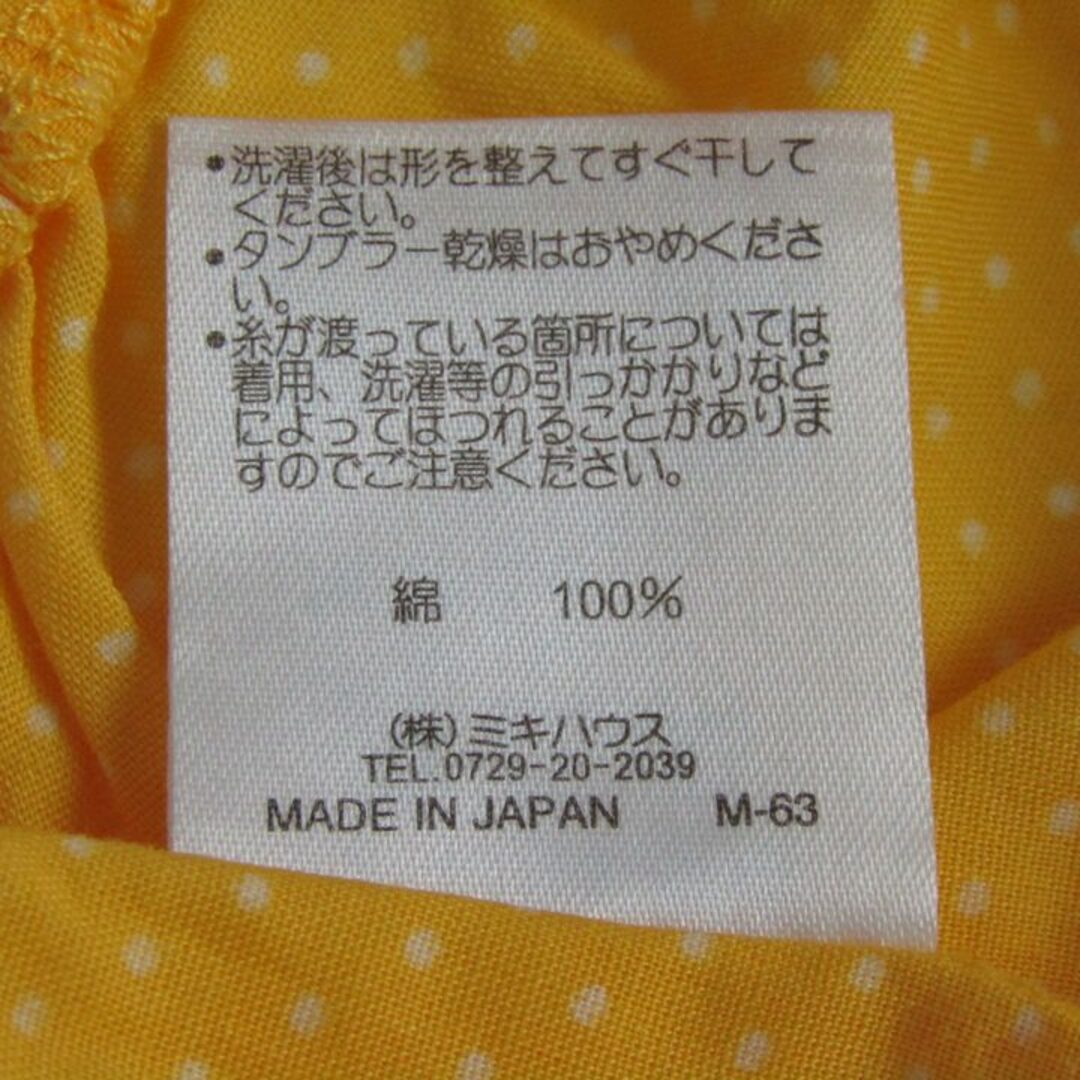 •洗濯後は形を整えてすぐ干して
ください。
•タンブラー乾燥はおやめくださ
い。
•糸が渡っている箇所については
着用、洗濯等の引っかかりなど
によってほつれることがありま
すのでご注意ください。
綿 100%
(株)ミキハウス
TEL.0729-20-2039
MADE IN JAPAN M-63